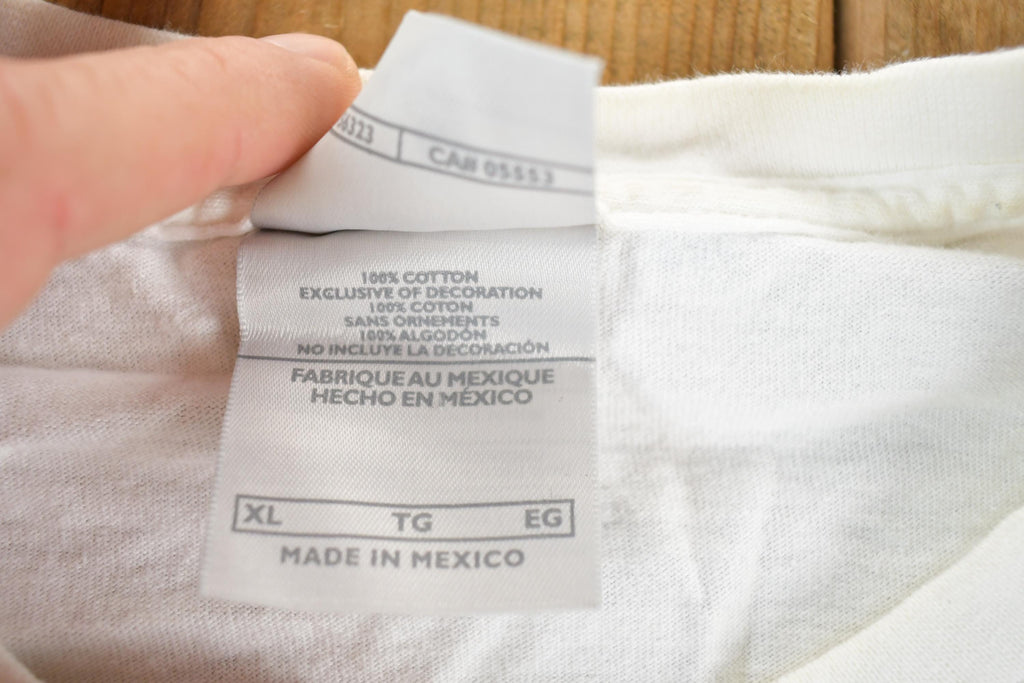 CA# 05553
100% COTTON
EXCLUSIVE OF DECORATION
100% COTON
SANS ORNEMENTS
100% ALGODÓN
NO INCLUYE LA DECORACIÓN
FABRIQUE AU MEXIQUE
HECHO EN MÉXICO
XL TG EG
MADE IN MEXICO